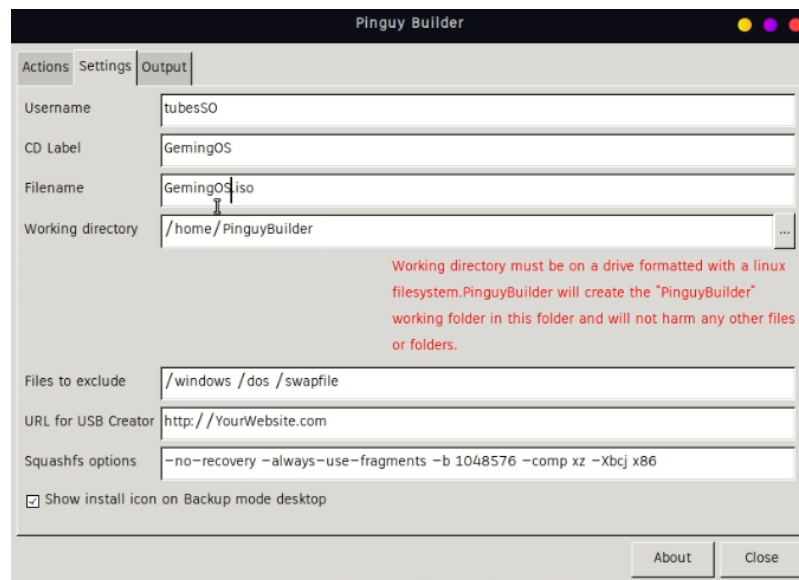 Pinguy Builder
Actions Settings Output
Username tubesSO
CD Label GemingOS
Filename GemingOS.iso
Working directory /home/PinguyBuilder ...
Working directory must be on a drive formatted with a linux
filesystem.PinguyBuilder will create the "PinguyBuilder"
working folder in this folder and will not harm any other files
or folders.
Files to exclude /windows /dos /swapfile
URL for USB Creator http://YourWebsite.com
Squashfs options -no-recovery -always-use-fragments -b 1048576 -comp xz -Xbcj x86
Show install icon on Backup mode desktop
About Close